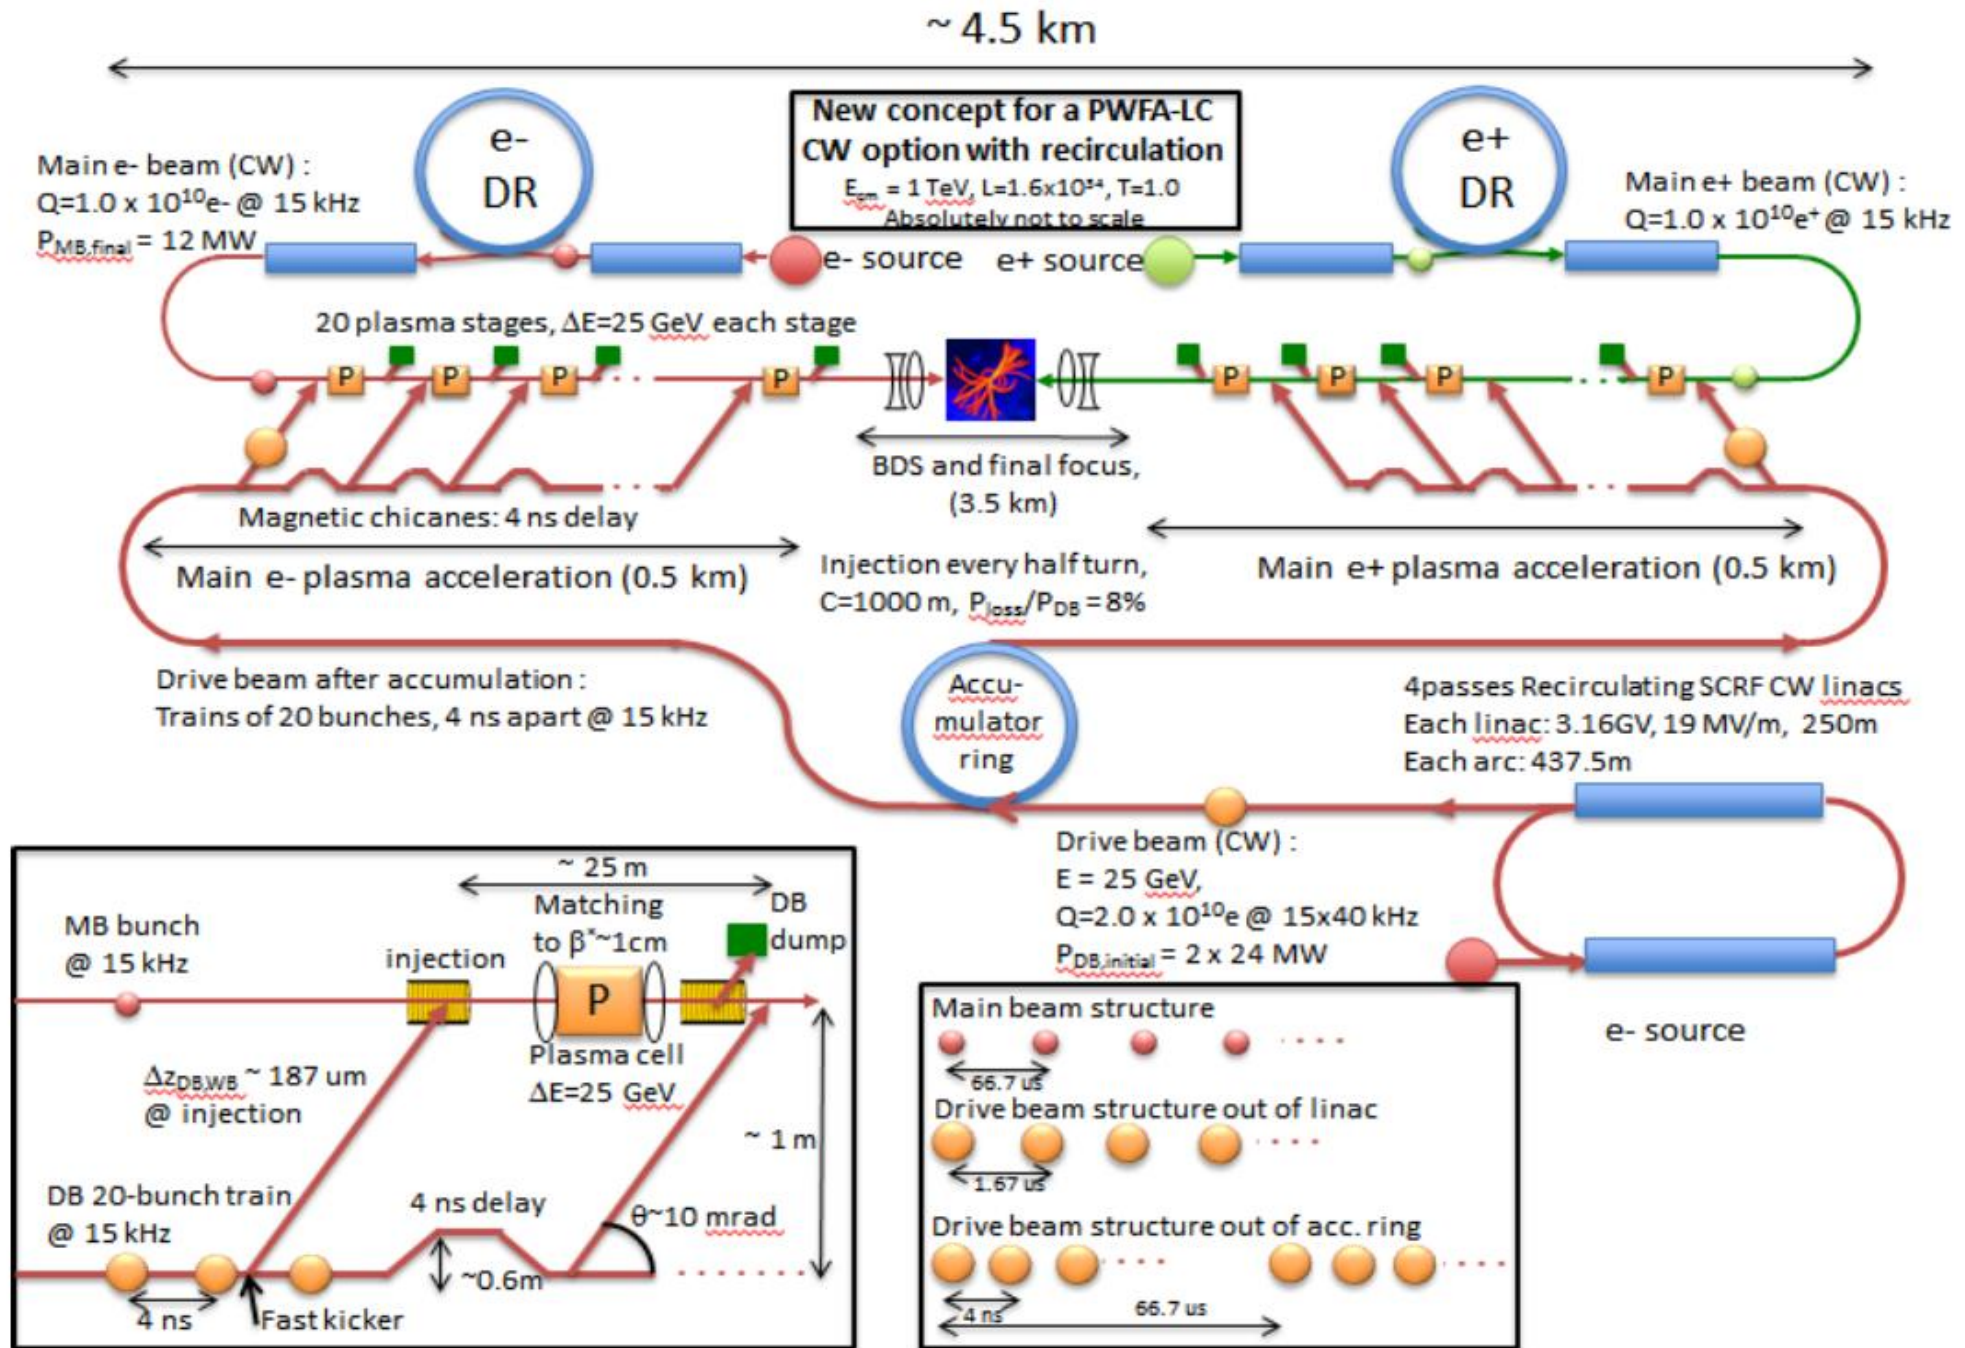 ~ 4.5 km
New concept for a PWFA-LC
CW option with recirculation
E_cm = 1 TeV, L=1.6x10³⁴, T=1.0
Absolutely not to scale
e-
DR
e+
DR
Main e- beam (CW) :
Q=1.0 x 10¹⁰e- @ 15 kHz
P_MB,final = 12 MW
Main e+ beam (CW) :
Q=1.0 x 10¹⁰e⁺ @ 15 kHz
e- source
e+ source
20 plasma stages, ΔE=25 GeV each stage
P
P
P
P
P
P
P
P
BDS and final focus,
(3.5 km)
Magnetic chicanes: 4 ns delay
Main e- plasma acceleration (0.5 km)
Injection every half turn,
C=1000 m, P_loss/P_DB = 8%
Main e+ plasma acceleration (0.5 km)
Drive beam after accumulation :
Trains of 20 bunches, 4 ns apart @ 15 kHz
Accu-
mulator
ring
4passes Recirculating SCRF CW linacs
Each linac: 3.16GV, 19 MV/m, 250m
Each arc: 437.5m
Drive beam (CW) :
E = 25 GeV,
Q=2.0 x 10¹⁰e @ 15x40 kHz
P_DB,initial = 2 x 24 MW
e- source
~ 25 m
MB bunch
@ 15 kHz
injection
Matching
to β*~1cm
DB
dump
P
Plasma cell
ΔE=25 GeV
Δz_DB,WB ~ 187 um
@ injection
~ 1 m
DB 20-bunch train
@ 15 kHz
4 ns delay
θ~10 mrad
~0.6m
4 ns
Fast kicker
Main beam structure
66.7 us
Drive beam structure out of linac
1.67 us
Drive beam structure out of acc. ring
4 ns
66.7 us